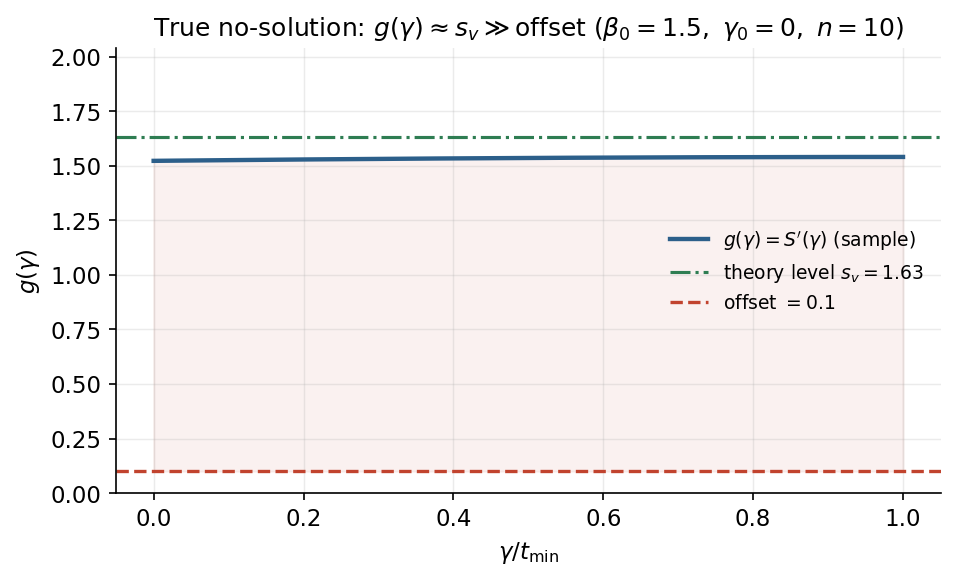 True no-solution: g(γ) ≈ s_v ≫ offset (β_0 = 1.5, γ_0 = 0, n = 10)
g(γ)
2.00
1.75
1.50
1.25
1.00
0.75
0.50
0.25
0.00
g(γ) = S′(γ) (sample)
theory level s_v = 1.63
offset = 0.1
0.0 0.2 0.4 0.6 0.8 1.0
γ/t_min